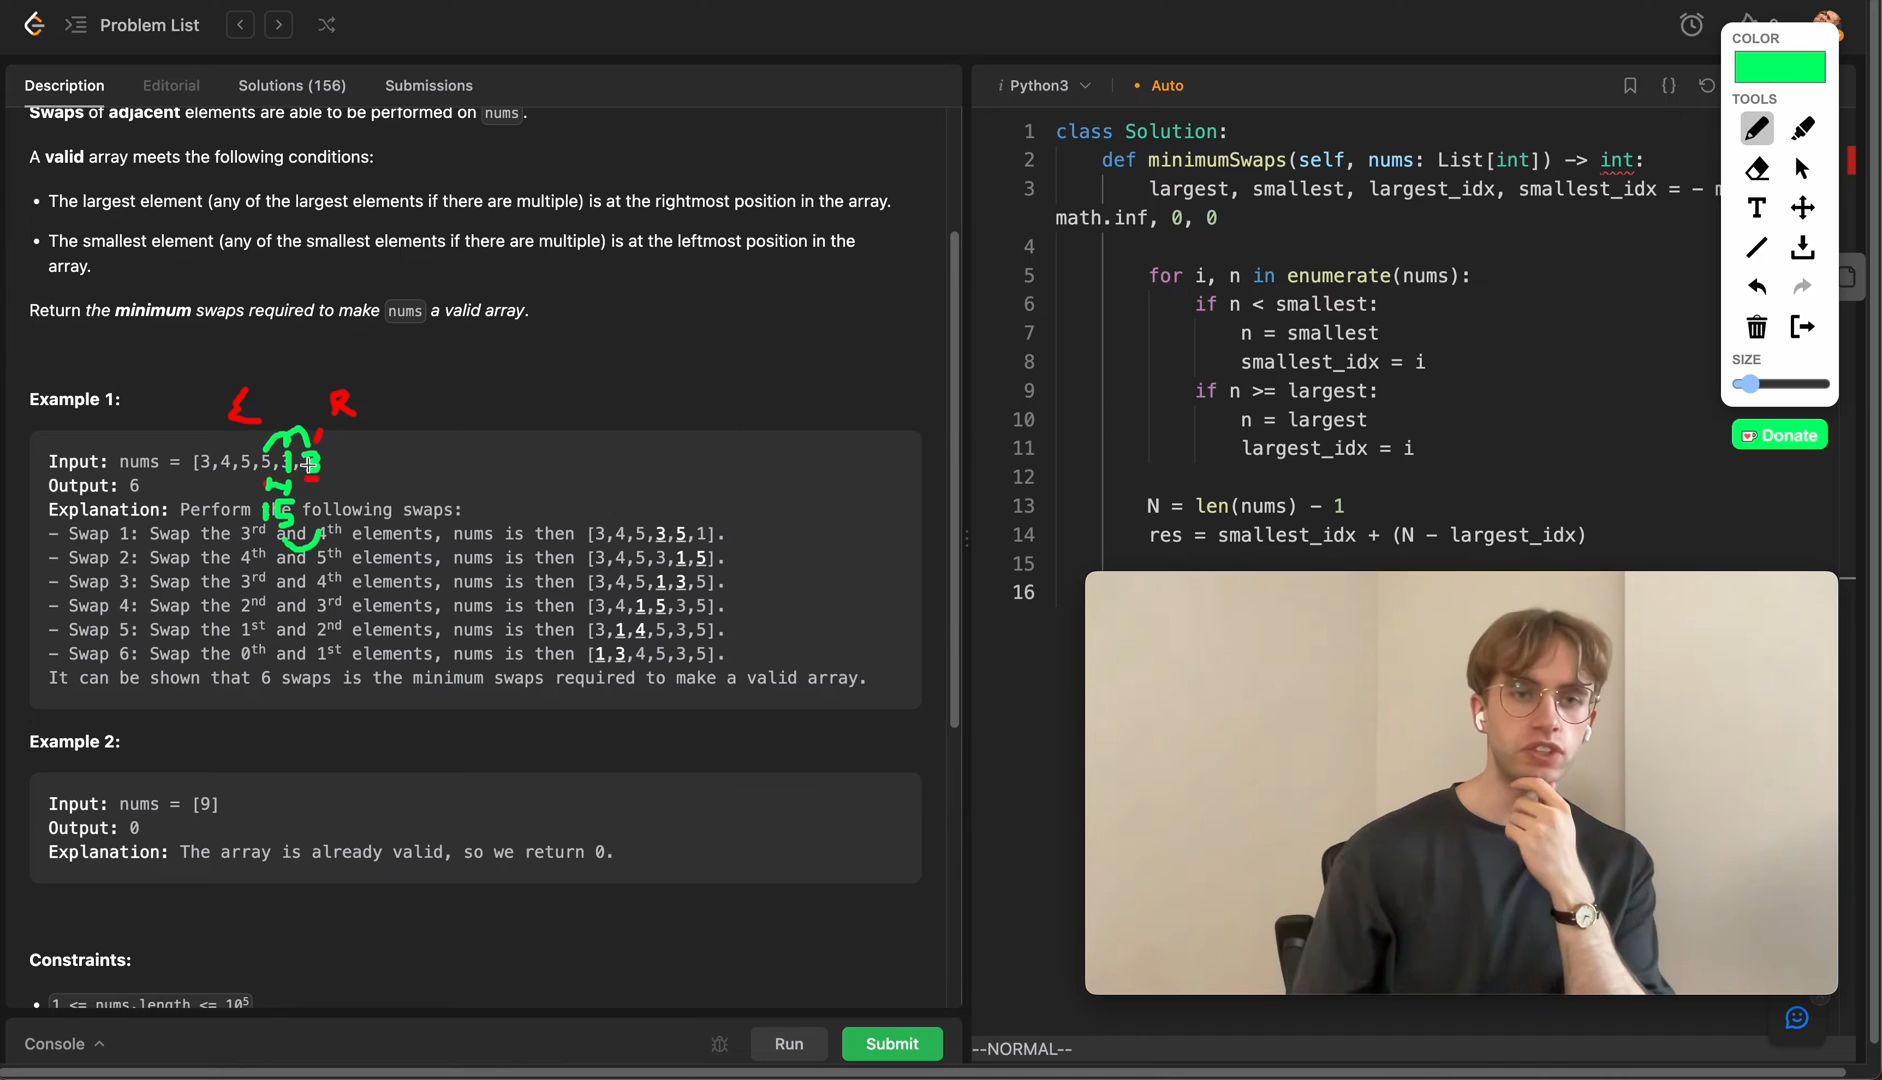 Problem List
Description Editorial Solutions (156) Submissions
Swaps of adjacent elements are able to be performed on nums.
A valid array meets the following conditions:
• The largest element (any of the largest elements if there are multiple) is at the rightmost position in the array.
• The smallest element (any of the smallest elements if there are multiple) is at the leftmost position in the
array.
Return the minimum swaps required to make nums a valid array.
L R
Example 1:
Input: nums = [3,4,5,5,3,
Output: 6
Explanation: Perform the following swaps:
- Swap 1: Swap the 3rd and 4th elements, nums is then [3,4,5,3,5,1].
- Swap 2: Swap the 4th and 5th elements, nums is then [3,4,5,3,1,5].
- Swap 3: Swap the 3rd and 4th elements, nums is then [3,4,5,1,3,5].
- Swap 4: Swap the 2nd and 3rd elements, nums is then [3,4,1,5,3,5].
- Swap 5: Swap the 1st and 2nd elements, nums is then [3,1,4,5,3,5].
- Swap 6: Swap the 0th and 1st elements, nums is then [1,3,4,5,3,5].
It can be shown that 6 swaps is the minimum swaps required to make a valid array.
Example 2:
Input: nums = [9]
Output: 0
Explanation: The array is already valid, so we return 0.
Constraints:
• 1 <= nums.length <= 10^5
Console Run Submit
i Python3 • Auto
1 class Solution:
2 def minimumSwaps(self, nums: List[int]) -> int:
3 largest, smallest, largest_idx, smallest_idx = - m
math.inf, 0, 0
4
5 for i, n in enumerate(nums):
6 if n < smallest:
7 n = smallest
8 smallest_idx = i
9 if n >= largest:
10 n = largest
11 largest_idx = i
12
13 N = len(nums) - 1
14 res = smallest_idx + (N - largest_idx)
15
16
--NORMAL--
COLOR
TOOLS
T
SIZE
Donate